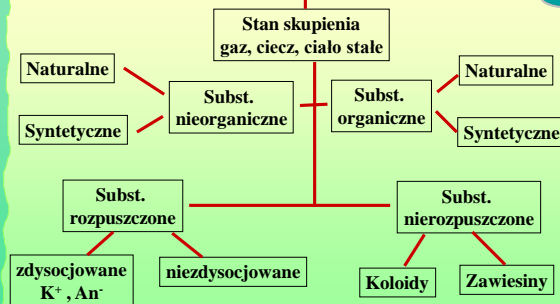 Stan skupienia
gaz, ciecz, ciało stałe
Naturalne
Syntetyczne
Subst.
nieorganiczne
Subst.
organiczne
Naturalne
Syntetyczne
Subst.
rozpuszczone
Subst.
nierozpuszczone
zdysocjowane
K⁺ , An⁻
niezdysocjowane
Koloidy
Zawiesiny